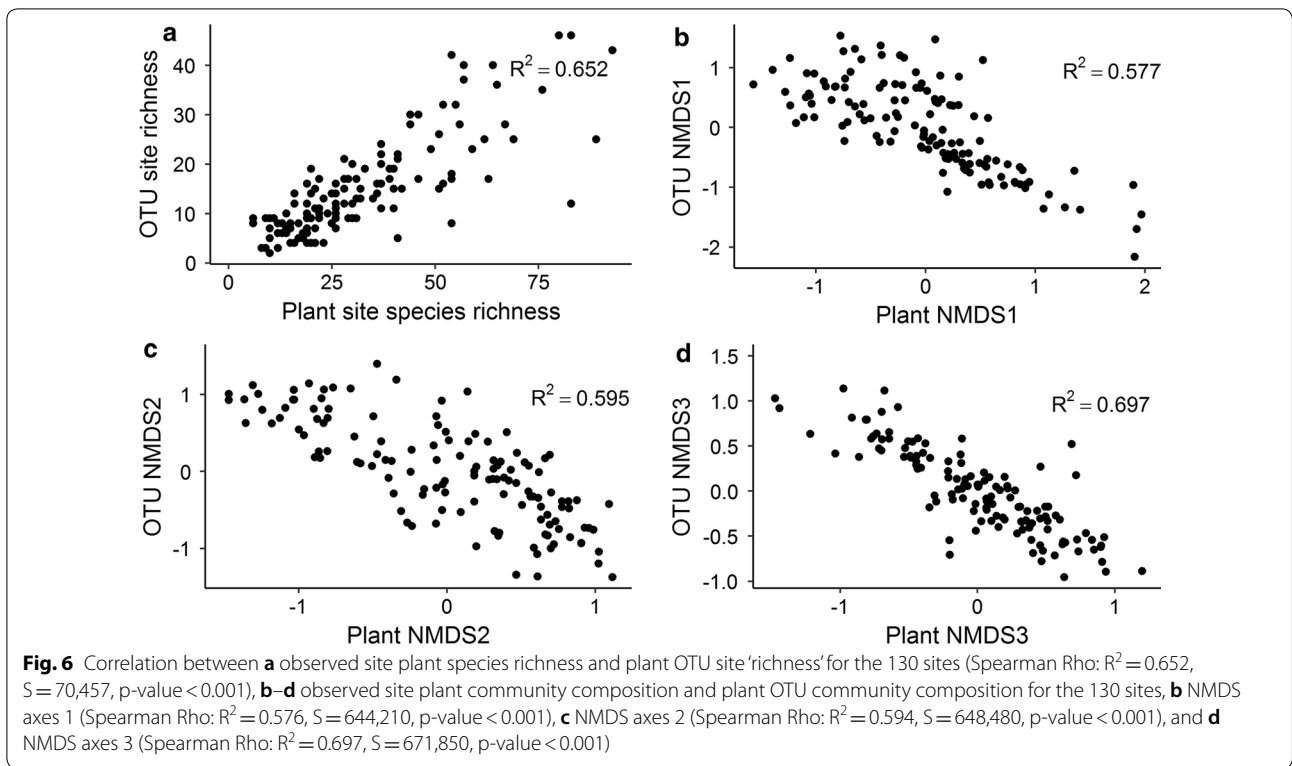 a
40
30
20
10
0
OTU site richness
R² = 0.652
0 25 50 75
Plant site species richness
b
1
0
-1
-2
OTU NMDS1
R² = 0.577
-1 0 1 2
Plant NMDS1
c
1
0
-1
OTU NMDS2
R² = 0.595
-1 0 1
Plant NMDS2
d
1.5
1.0
0.5
0.0
-0.5
-1.0
OTU NMDS3
R² = 0.697
-1 0 1
Plant NMDS3
Fig. 6 Correlation between a observed site plant species richness and plant OTU site ‘richness’ for the 130 sites (Spearman Rho: R² = 0.652,
S = 70,457, p-value < 0.001), b–d observed site plant community composition and plant OTU community composition for the 130 sites, b NMDS
axes 1 (Spearman Rho: R² = 0.576, S = 644,210, p-value < 0.001), c NMDS axes 2 (Spearman Rho: R² = 0.594, S = 648,480, p-value < 0.001), and d
NMDS axes 3 (Spearman Rho: R² = 0.697, S = 671,850, p-value < 0.001)